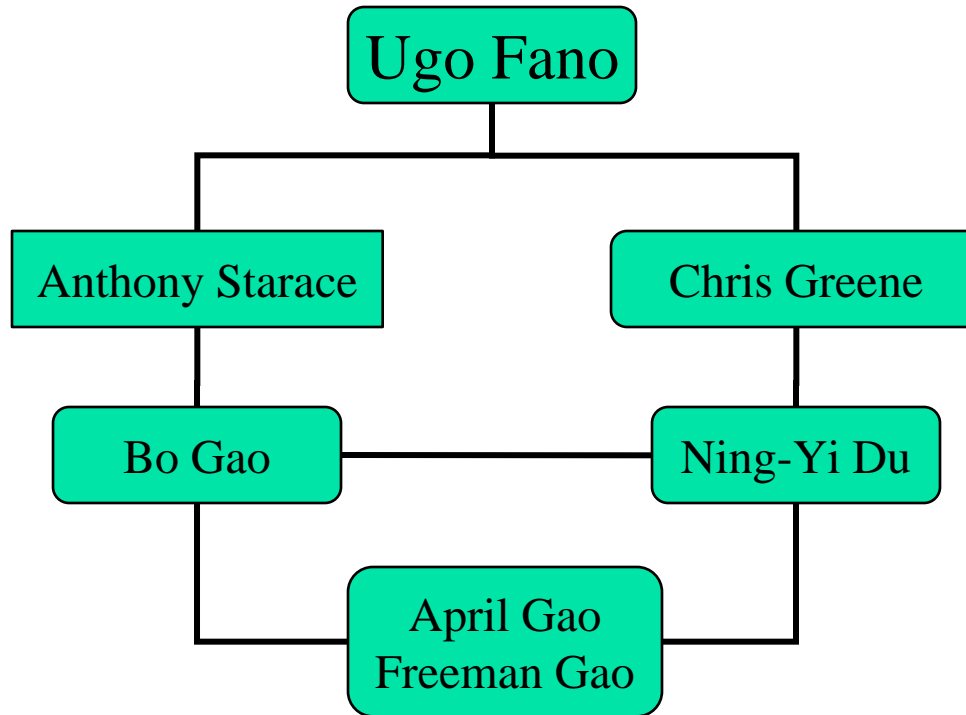 Ugo Fano
Anthony Starace
Chris Greene
Bo Gao
Ning-Yi Du
April Gao
Freeman Gao